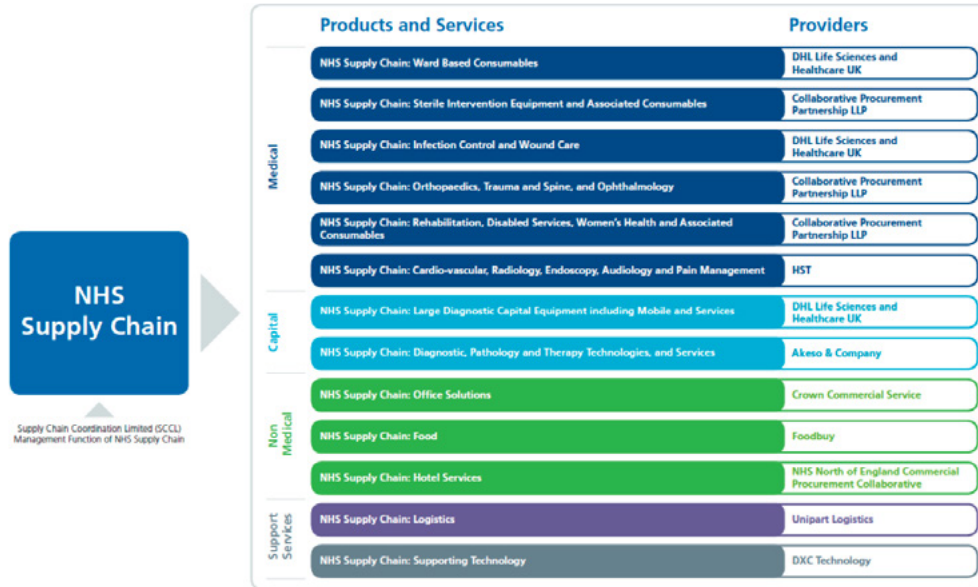 Products and Services
Providers
Medical
NHS Supply Chain: Ward Based Consumables
DHL Life Sciences and
Healthcare UK
NHS Supply Chain: Sterile Intervention Equipment and Associated Consumables
Collaborative Procurement
Partnership LLP
NHS Supply Chain: Infection Control and Wound Care
DHL Life Sciences and
Healthcare UK
NHS Supply Chain: Orthopaedics, Trauma and Spine, and Ophthalmology
Collaborative Procurement
Partnership LLP
NHS Supply Chain: Rehabilitation, Disabled Services, Women's Health and Associated
Consumables
Collaborative Procurement
Partnership LLP
NHS Supply Chain: Cardio-vascular, Radiology, Endoscopy, Audiology and Pain Management
HST
Capital
NHS Supply Chain: Large Diagnostic Capital Equipment including Mobile and Services
DHL Life Sciences and
Healthcare UK
NHS Supply Chain: Diagnostic, Pathology and Therapy Technologies, and Services
Akeso & Company
Non
Medical
NHS Supply Chain: Office Solutions
Crown Commercial Service
NHS Supply Chain: Food
Foodbuy
NHS Supply Chain: Hotel Services
NHS North of England Commercial
Procurement Collaborative
Support
Services
NHS Supply Chain: Logistics
Unipart Logistics
NHS Supply Chain: Supporting Technology
DXC Technology
NHS
Supply Chain
Supply Chain Coordination Limited (SCCL)
Management Function of NHS Supply Chain